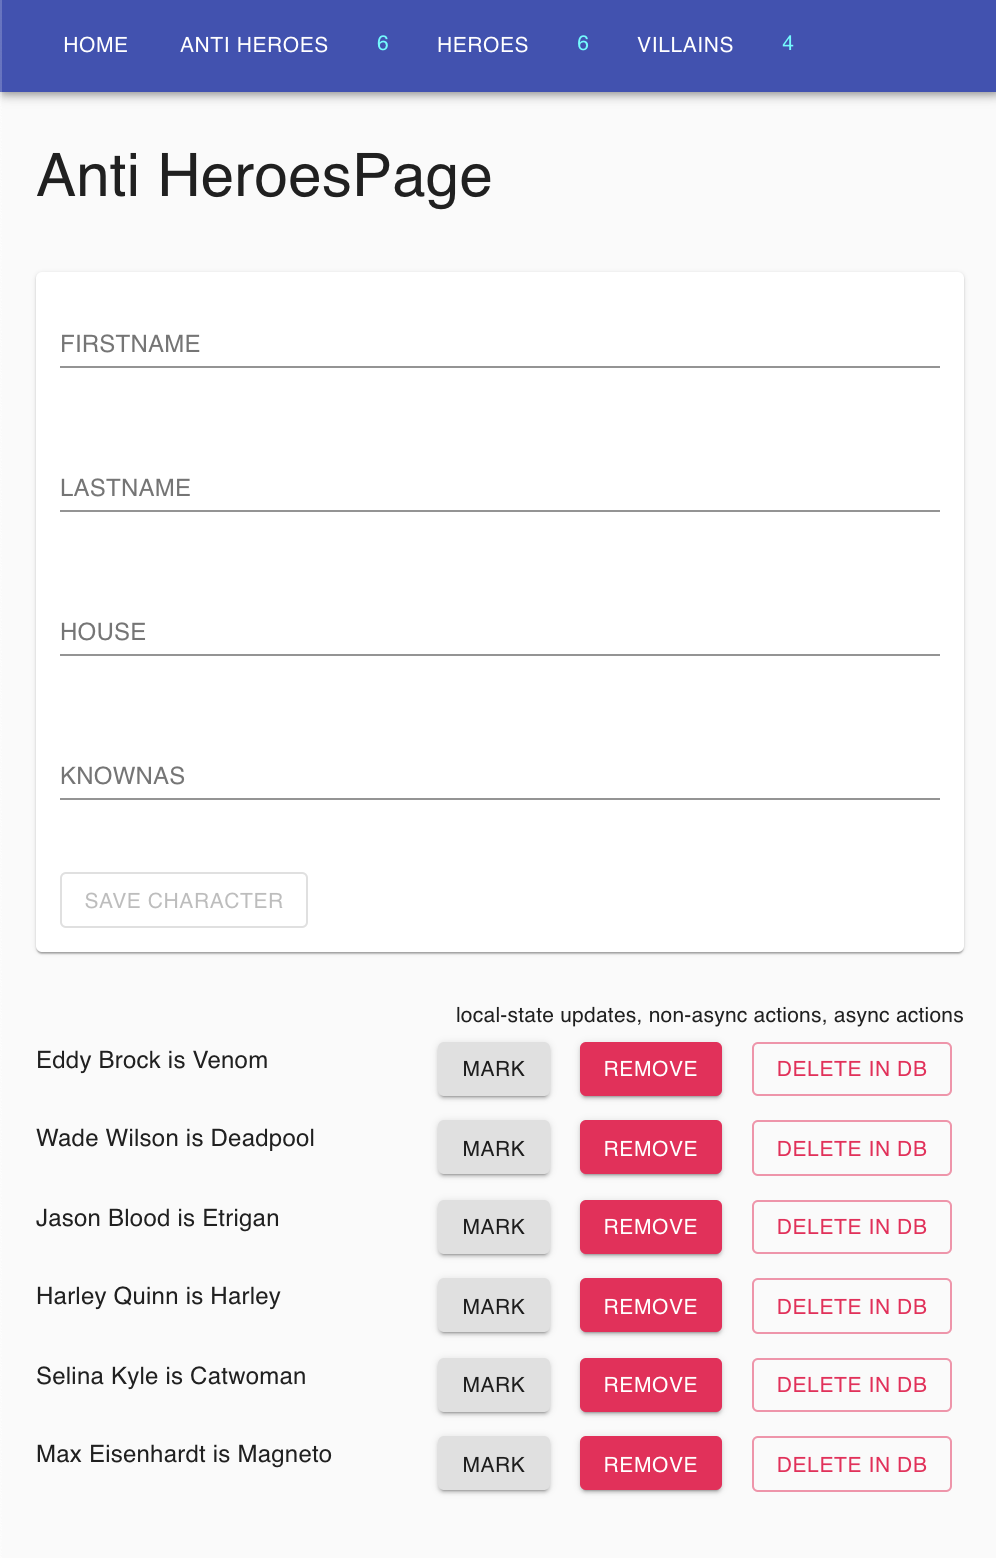 HOME ANTI HEROES 6 HEROES 6 VILLAINS 4
Anti HeroesPage
FIRSTNAME
LASTNAME
HOUSE
KNOWNAS
SAVE CHARACTER
local-state updates, non-async actions, async actions
Eddy Brock is Venom MARK REMOVE DELETE IN DB
Wade Wilson is Deadpool MARK REMOVE DELETE IN DB
Jason Blood is Etrigan MARK REMOVE DELETE IN DB
Harley Quinn is Harley MARK REMOVE DELETE IN DB
Selina Kyle is Catwoman MARK REMOVE DELETE IN DB
Max Eisenhardt is Magneto MARK REMOVE DELETE IN DB